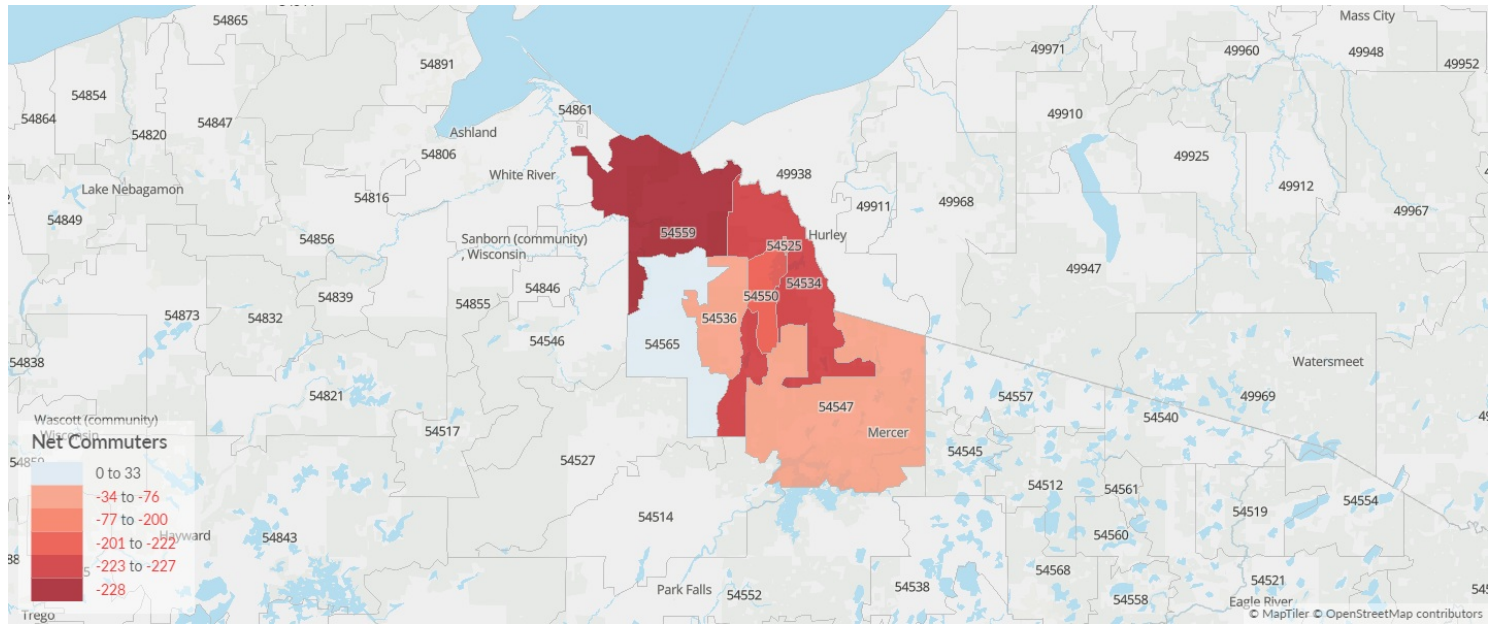 54865
Mass City
49971
49960
49948
49952
54891
54854
54861
54864
54847
49910
54820
Ashland
54806
49925
White River
49938
49912
Lake Nebagamon
54816
49911
49968
49967
54849
54559
Hurley
54856
Sanborn (community)
, Wisconsin
54525
49947
54534
54846
54550
54839
54855
54873
54832
54536
54546
54565
54838
Watersmeet
54821
54557
49969
54547
54540
Wascott (community)
Wisconsin
54517
Mercer
Net Commuters
54859
54545
54527
0 to 33
-34 to -76
54512
54561
54554
-77 to -200
54519
54514
-201 to -222
Hayward
54843
54560
-223 to -227
54568
-228
Park Falls
54538
54521
54552
54558
Eagle River
Trego
© MapTiler © OpenStreetMap contributors